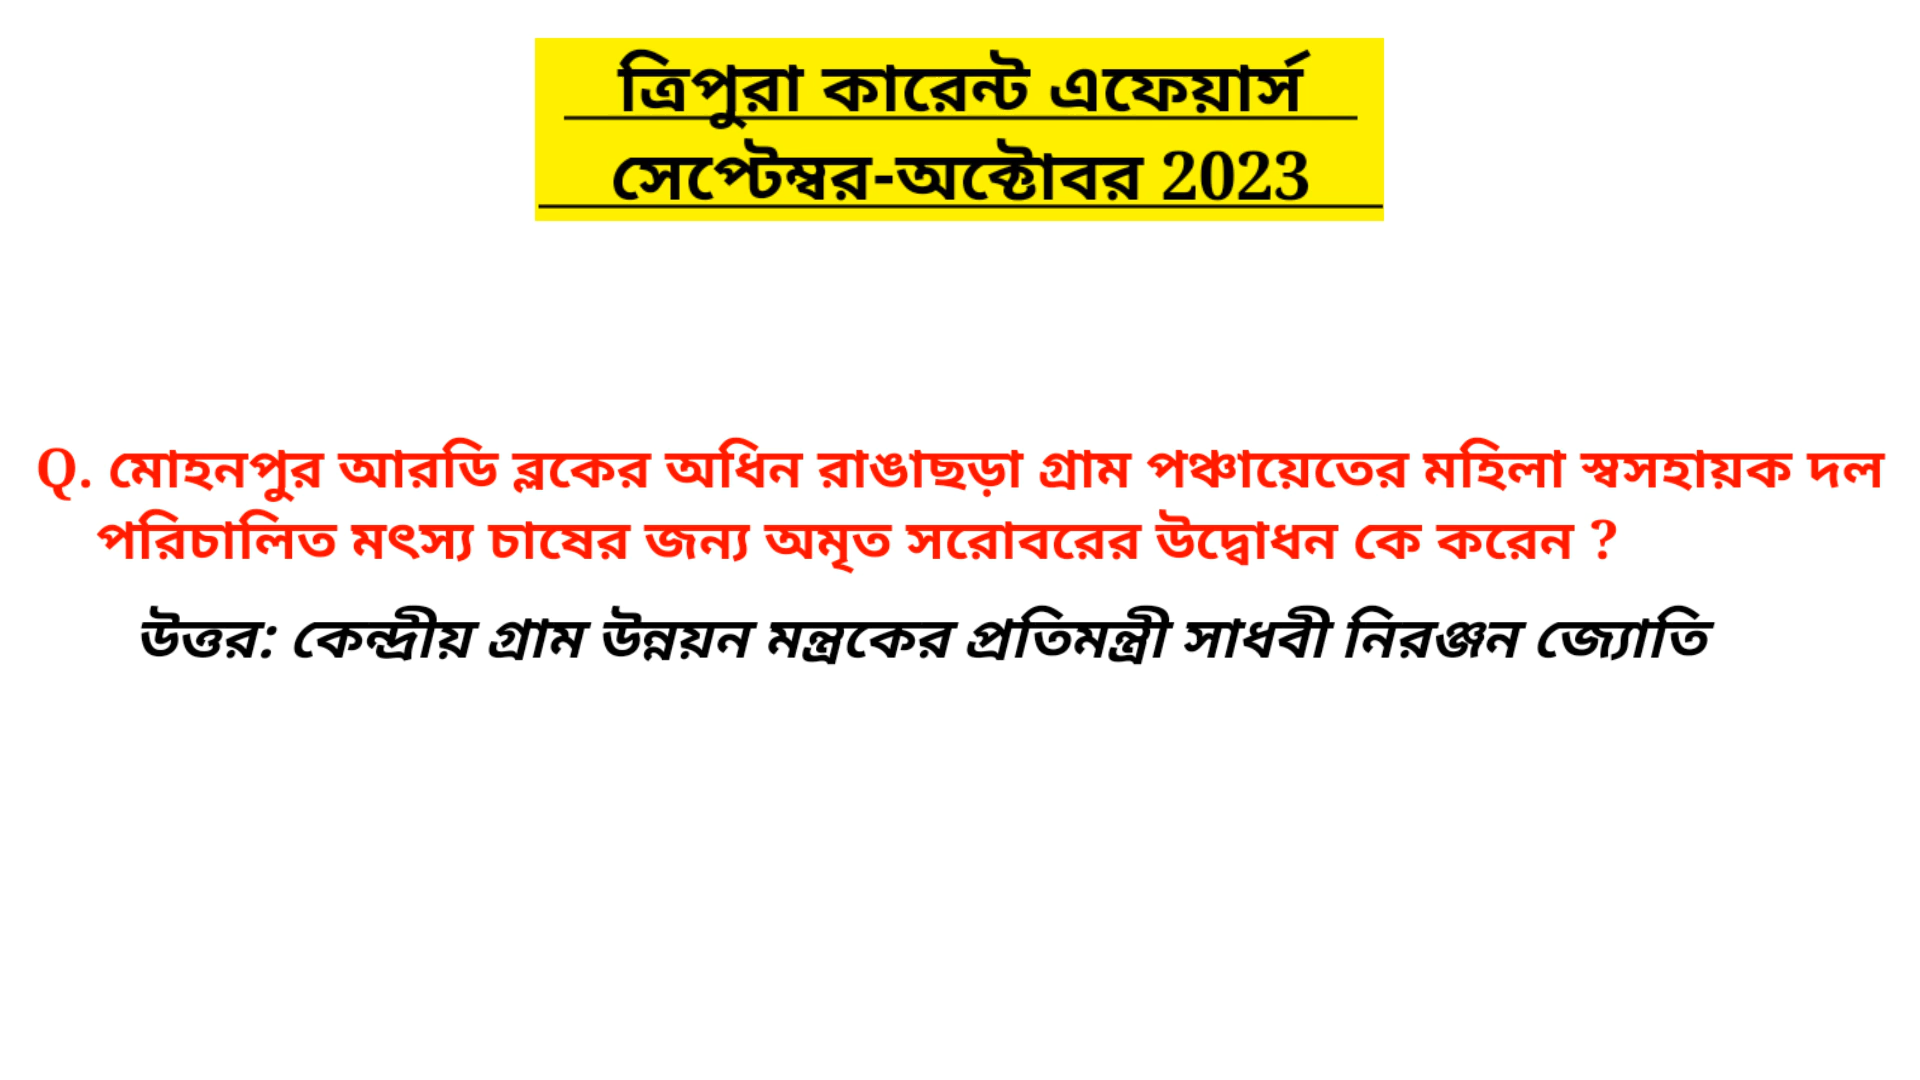 ত্রিপুরা কারেন্ট এফেয়ার্স
সেপ্টেম্বর-অক্টোবর 2023
Q. মোহনপুর আরডি ব্লকের অধিন রাঙাছড়া গ্রাম পঞ্চায়েতের মহিলা স্বসহায়ক দল
পরিচালিত মৎস্য চাষের জন্য অমৃত সরোবরের উদ্বোধন কে করেন ?
উত্তর: কেন্দ্রীয় গ্রাম উন্নয়ন মন্ত্রকের প্রতিমন্ত্রী সাধবী নিরঞ্জন জ্যোতি